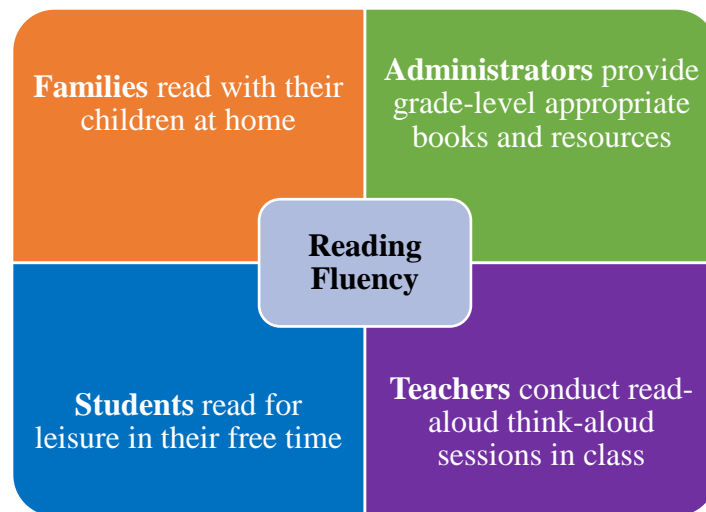 Families read with their
children at home
Administrators provide
grade-level appropriate
books and resources
Reading
Fluency
Students read for
leisure in their free time
Teachers conduct read-
aloud think-aloud
sessions in class